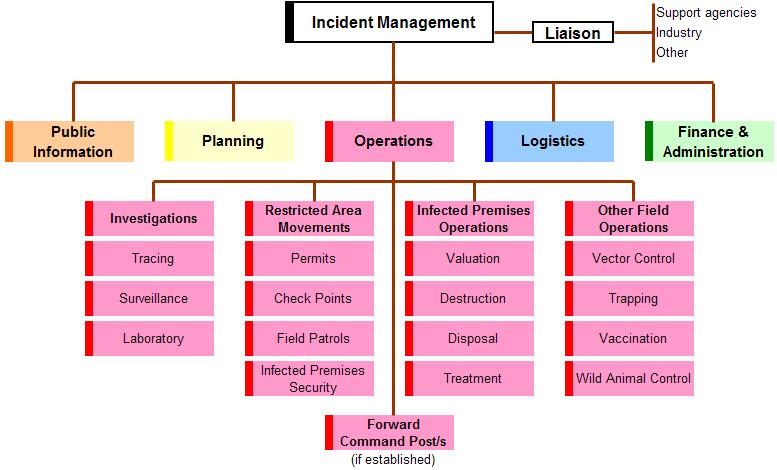 Incident Management
Liaison
Support agencies
Industry
Other
Public
Information
Planning
Operations
Logistics
Finance &
Administration
Investigations
Tracing
Surveillance
Laboratory
Restricted Area
Movements
Permits
Check Points
Field Patrols
Infected Premises
Security
Infected Premises
Operations
Valuation
Destruction
Disposal
Treatment
Other Field
Operations
Vector Control
Trapping
Vaccination
Wild Animal Control
Forward
Command Post/s
(if established)